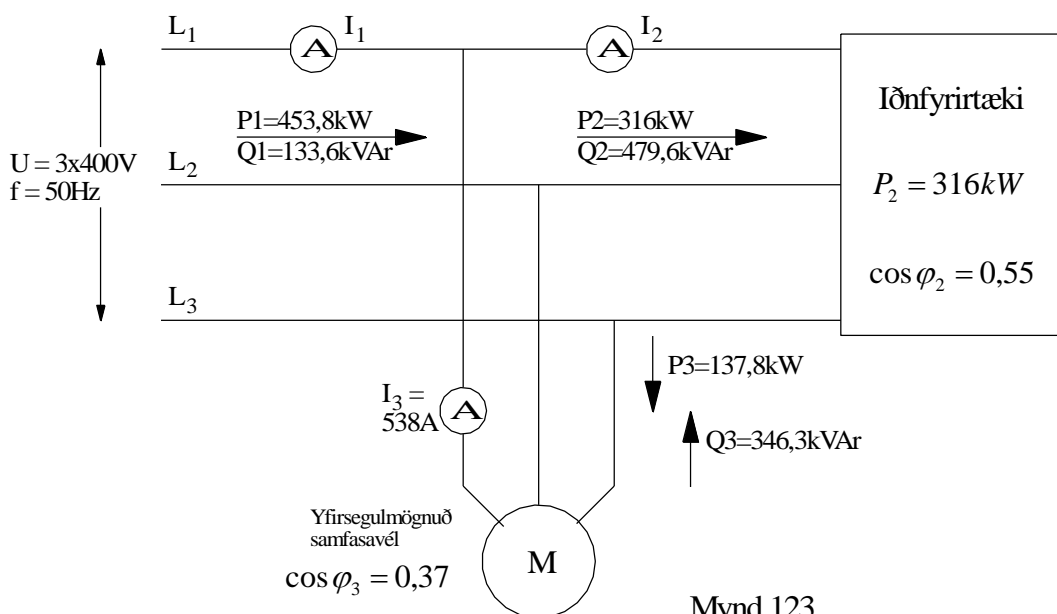 L₁
A
I₁
A
I₂
Iðnfyrirtæki
P1=453,8kW
Q1=133,6kVAr
P2=316kW
Q2=479,6kVAr
U = 3x400V
f = 50Hz
L₂
P₂ = 316kW
cos φ₂ = 0,55
L₃
P3=137,8kW
I₃ =
538A
A
Q3=346,3kVAr
Yfirsegulmögnuð
samfasavél
M
cos φ₃ = 0,37
Mynd 123